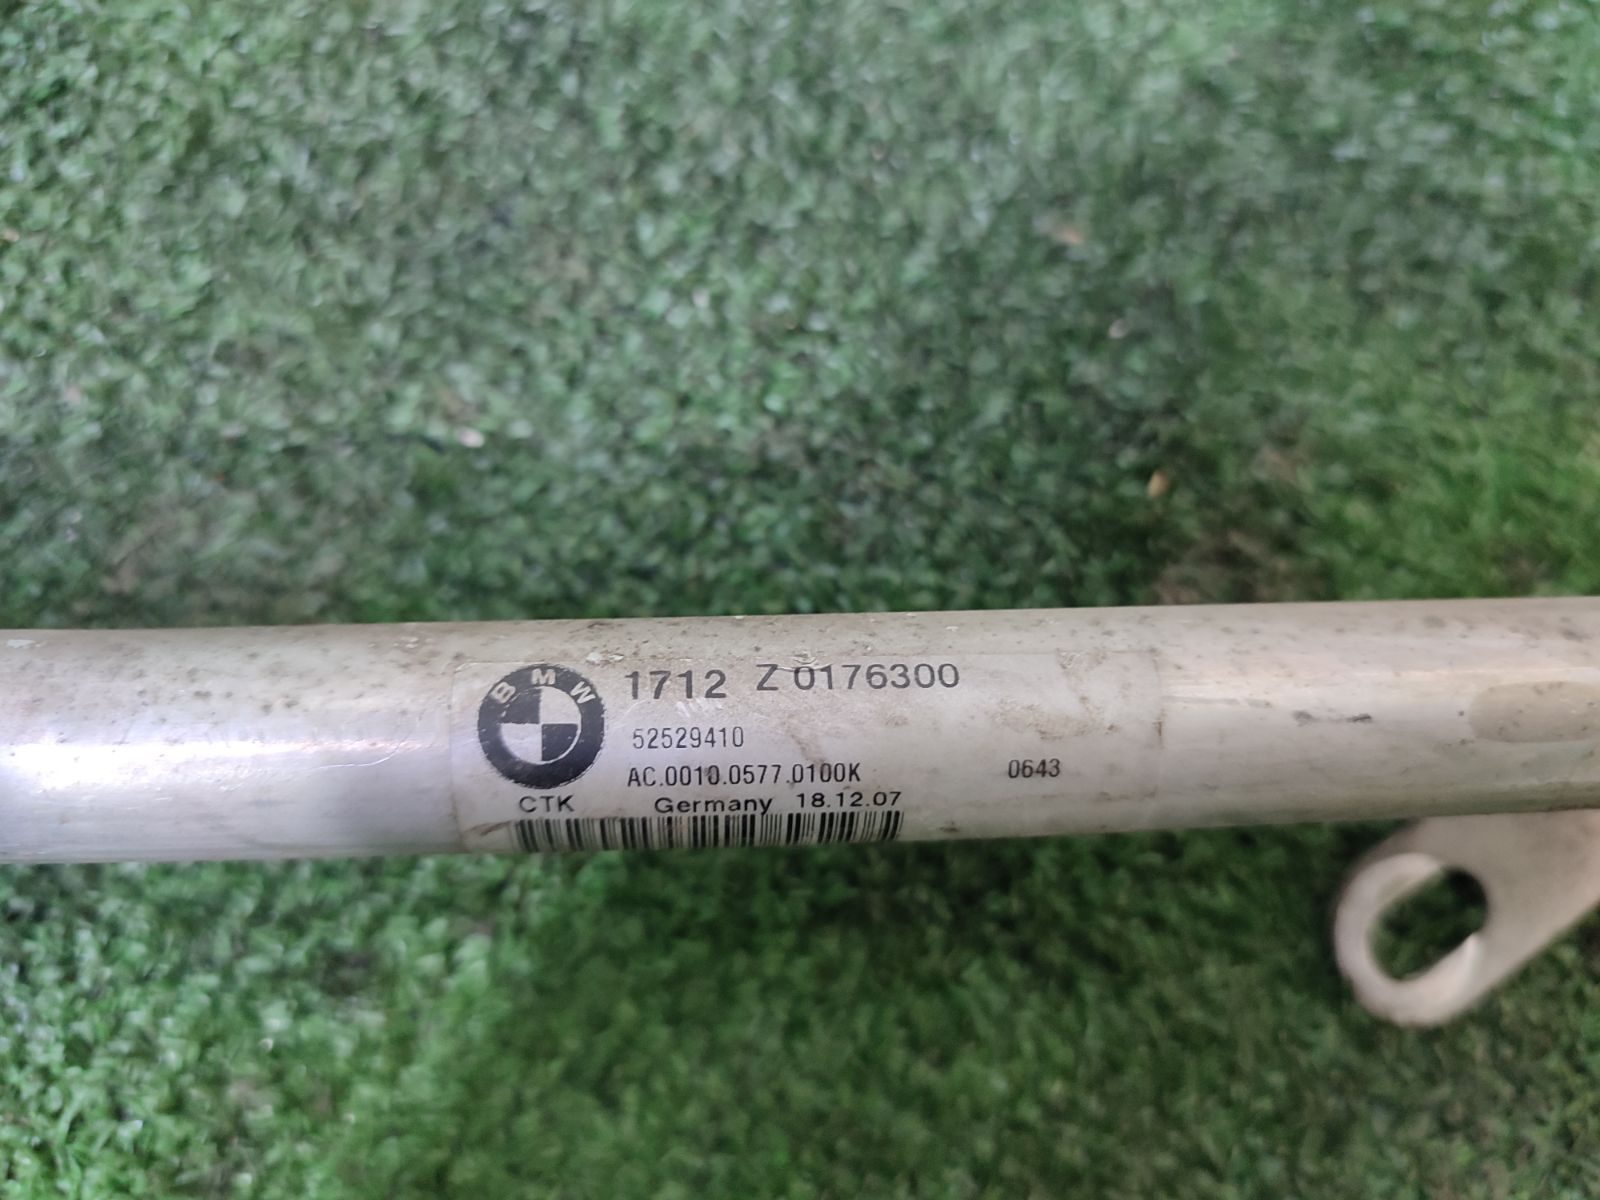 BMW 1712 Z 0176300
52529410
AC.0010.0577.0100K 0643
CTK Germany 18.12.07